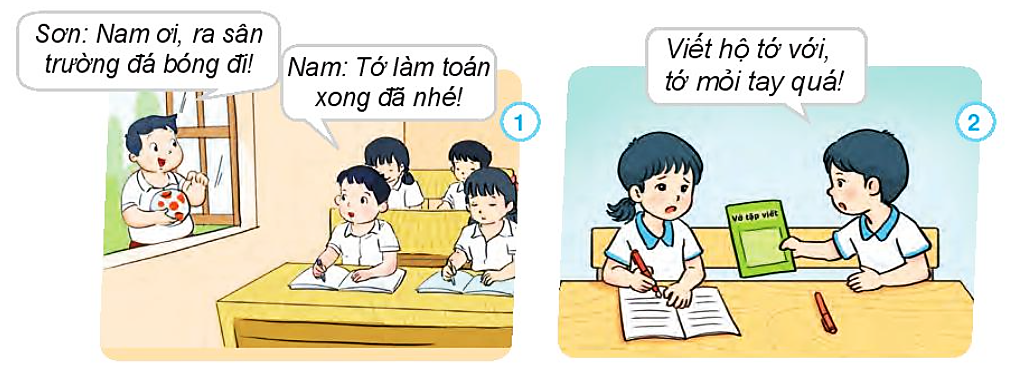 Sơn: Nam ơi, ra sân
trường đá bóng đi!
Nam: Tớ làm toán
xong đã nhé!
1
Viết hộ tớ với,
tớ mỏi tay quá!
2
Vở tập viết